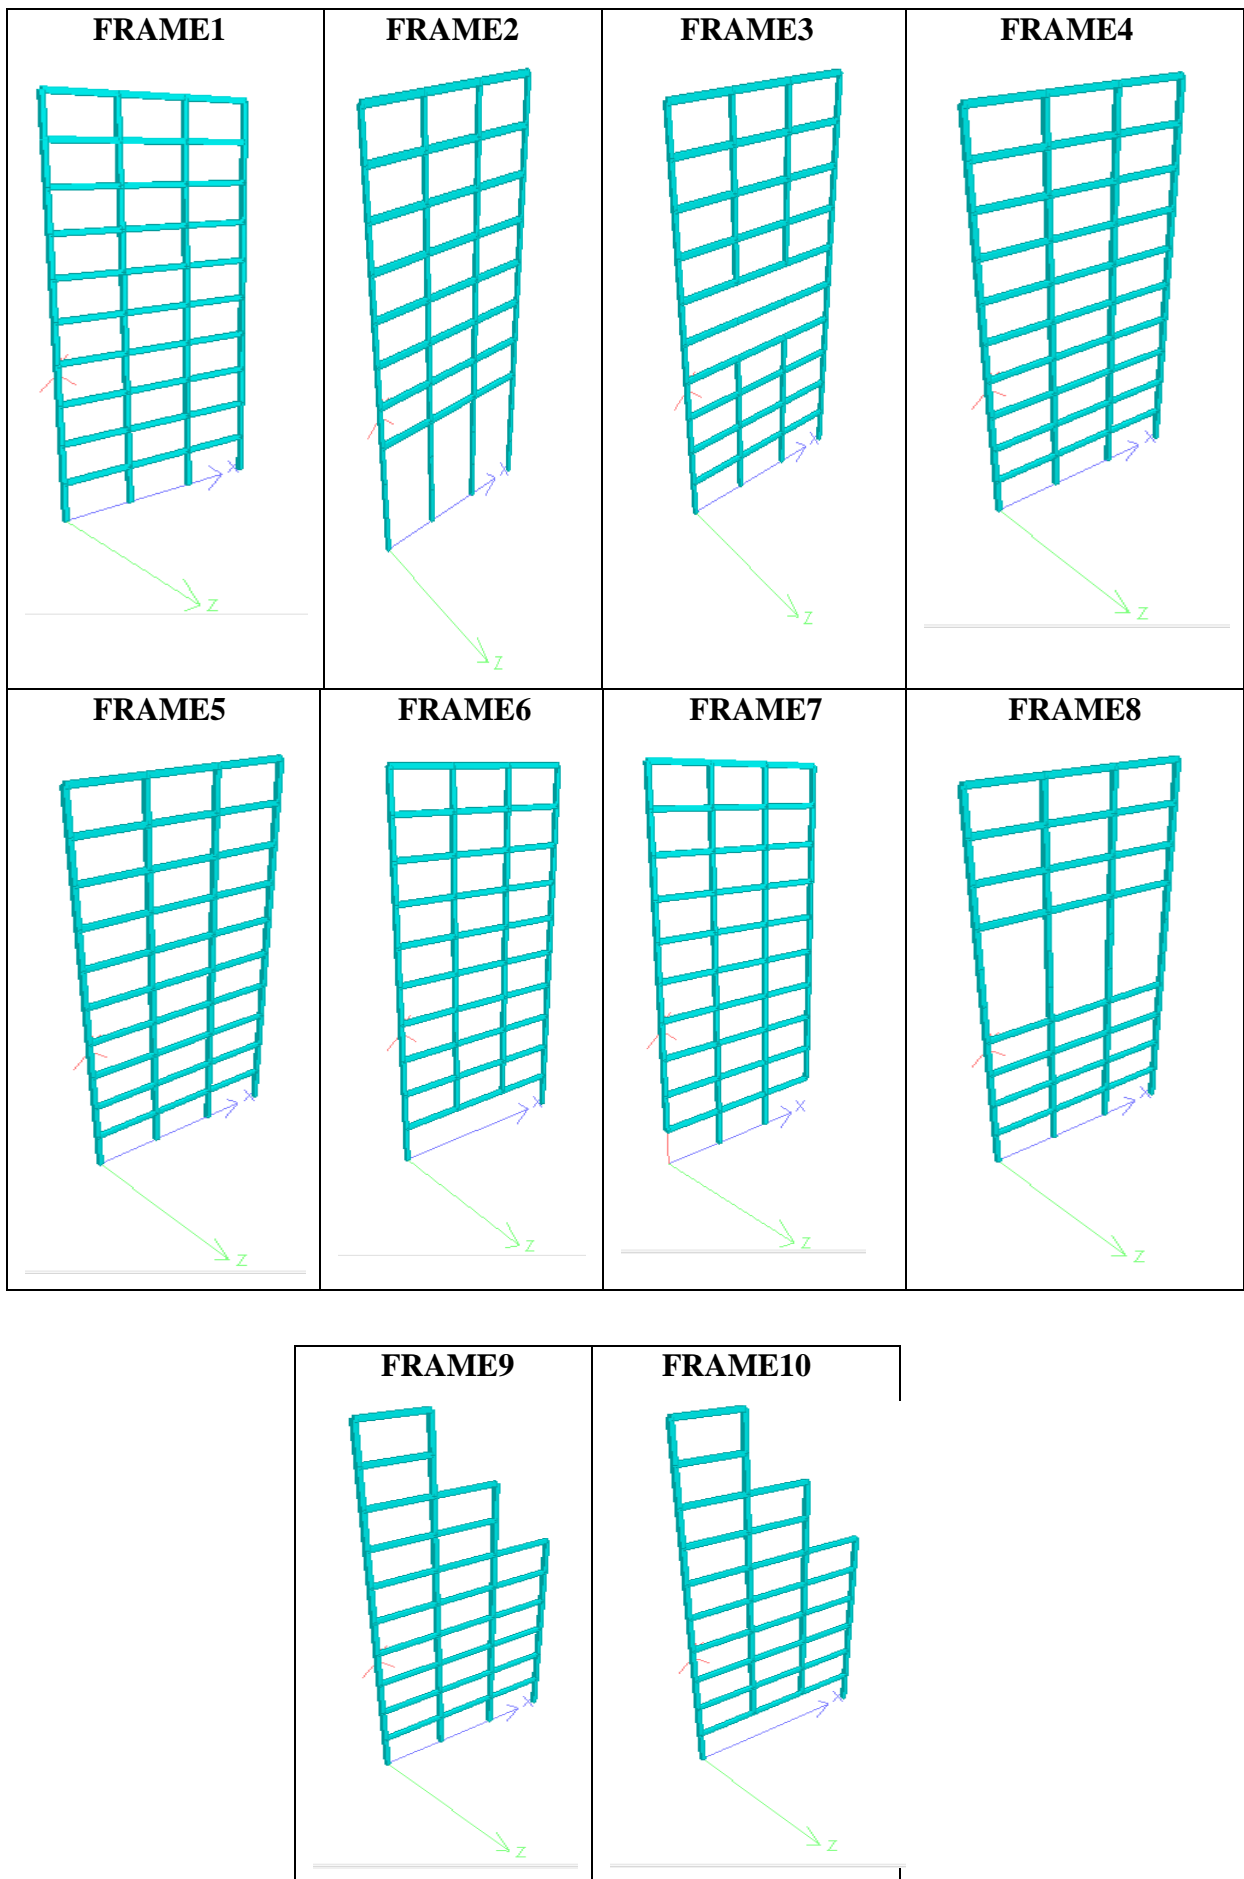 FRAME1 FRAME2 FRAME3 FRAME4
X X X X
Z Z Z Z
FRAME5 FRAME6 FRAME7 FRAME8
X X X X
Z Z Z Z
FRAME9 FRAME10
X X
Z Z